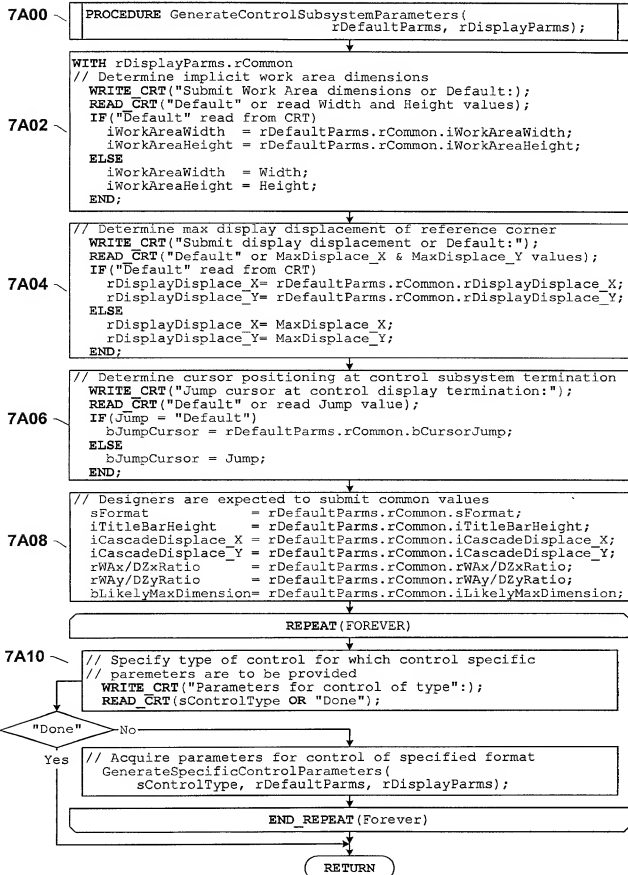 7A00
PROCEDURE GenerateControlSubsystemParameters(
rDefaultParms, rDisplayParms);
WITH rDisplayParms.rCommon
// Determine implicit work area dimensions
WRITE_CRT("Submit Work Area dimensions or Default:);
READ_CRT("Default" or read Width and Height values);
7A02
IF("Default" read from CRT)
iWorkAreaWidth = rDefaultParms.rCommon.iWorkAreaWidth;
iWorkAreaHeight = rDefaultParms.rCommon.iWorkAreaHeight;
ELSE
iWorkAreaWidth = Width;
iWorkAreaHeight = Height;
END;
// Determine max display displacement of reference corner
WRITE_CRT("Submit display displacement or Default:");
READ_CRT("Default" or MaxDisplace_X & MaxDisplace_Y values);
7A04
IF("Default" read from CRT)
rDisplayDisplace_X= rDefaultParms.rCommon.rDisplayDisplace_X;
rDisplayDisplace_Y= rDefaultParms.rCommon.rDisplayDisplace_Y;
ELSE
rDisplayDisplace_X= MaxDisplace_X;
rDisplayDisplace_Y= MaxDisplace_Y;
END;
// Determine cursor positioning at control subsystem termination
WRITE_CRT("Jump cursor at control display termination:");
READ_CRT("Default" or read Jump value);
7A06
IF(Jump = "Default")
bJumpCursor = rDefaultParms.rCommon.bCursorJump;
ELSE
bJumpCursor = Jump;
END;
// Designers are expected to submit common values
sFormat = rDefaultParms.rCommon.sFormat;
iTitleBarHeight = rDefaultParms.rCommon.iTitleBarHeight;
7A08
iCascadeDisplace_X = rDefaultParms.rCommon.iCascadeDisplace_X;
iCascadeDisplace_Y = rDefaultParms.rCommon.iCascadeDisplace_Y;
rWAx/DZxRatio = rDefaultParms.rCommon.rWAx/DZxRatio;
rWAy/DZyRatio = rDefaultParms.rCommon.rWAy/DZyRatio;
bLikelyMaxDimension= rDefaultParms.rCommon.iLikelyMaxDimension;
REPEAT(FOREVER)
7A10
// Specify type of control for which control specific
// paremeters are to be provided
WRITE_CRT("Parameters for control of type":);
READ_CRT(sControlType OR "Done");
"Done"
No
Yes
// Acquire parameters for control of specified format
GenerateSpecificControlParameters(
sControlType, rDefaultParms, rDisplayParms);
END_REPEAT(Forever)
RETURN